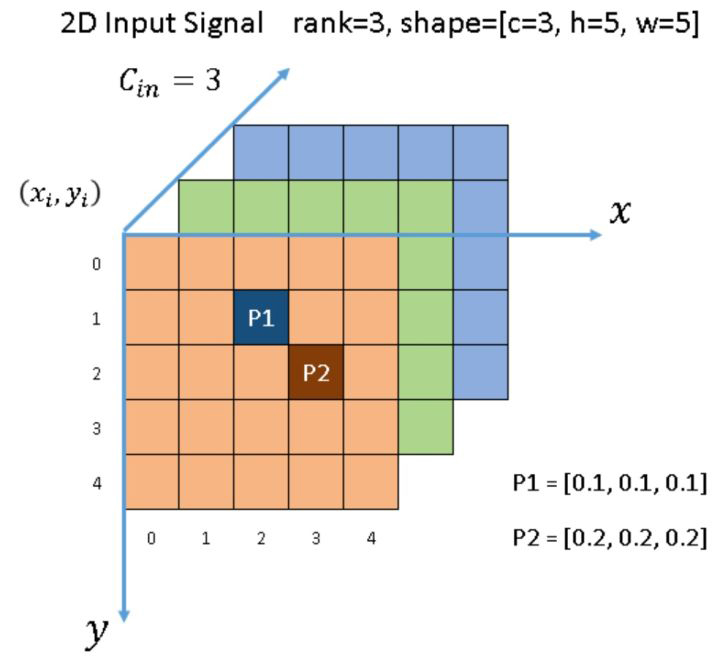 2D Input Signal rank=3, shape=[c=3, h=5, w=5]
C_in = 3
(x_i, y_i)
x
0
1
P1
2
P2
3
4
P1 = [0.1, 0.1, 0.1]
0 1 2 3 4
P2 = [0.2, 0.2, 0.2]
y